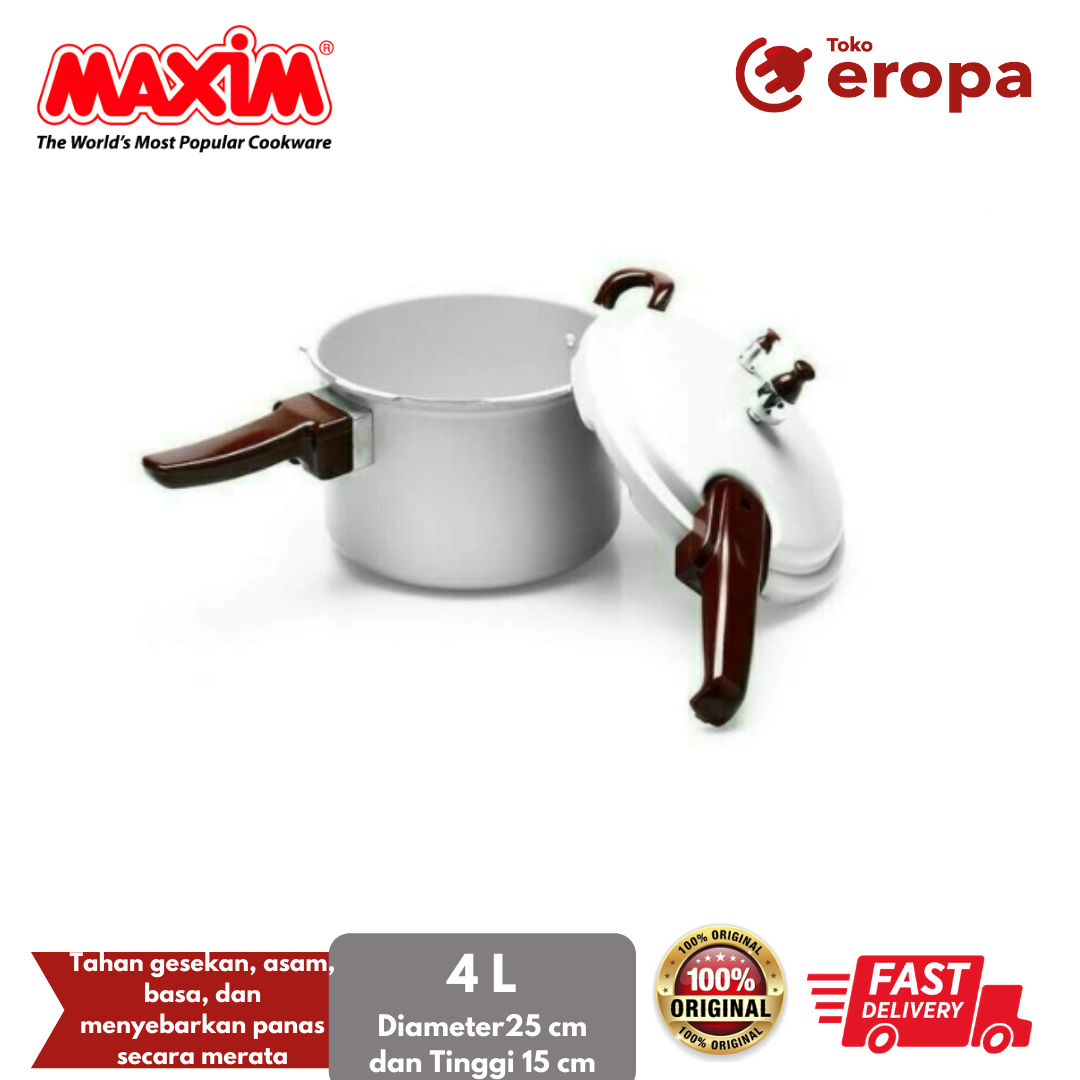 MAXIM®
The World's Most Popular Cookware
Toko
eropa
Tahan gesekan, asam,
basa, dan
menyebarkan panas
secara merata
4 L
Diameter25 cm
dan Tinggi 15 cm
100% ORIGINAL
100%
ORIGINAL
100% ORIGINAL
FAST
DELIVERY